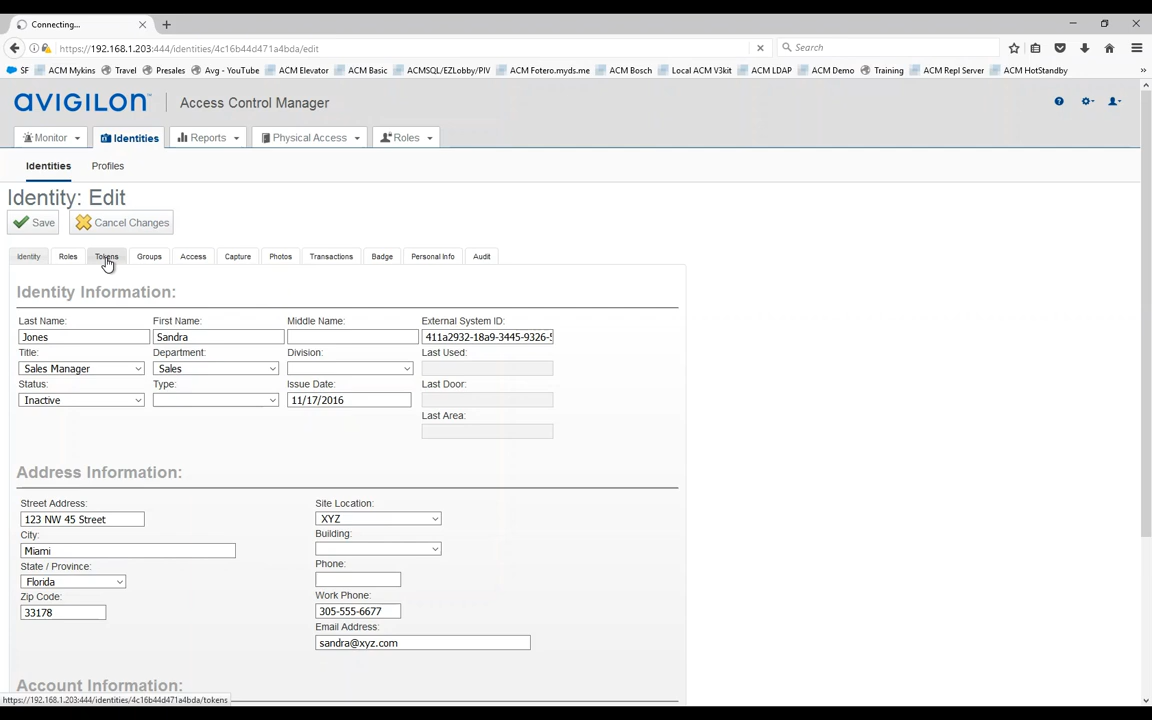 Connecting...
https://192.168.1.203:444/identities/4c16b44d471a4bda/edit
Search
SF ACM Mykins Travel Presales Avg - YouTube ACM Elevator ACM Basic ACMSQL/EZLobby/PIV ACM Fotero.myds.me ACM Bosch Local ACM V3kit ACM LDAP ACM Demo Training ACM Repl Server ACM HotStandby
avigilon Access Control Manager
Monitor Identities Reports Physical Access Roles
Identities Profiles
Identity: Edit
Save Cancel Changes
Identity Roles Tokens Groups Access Capture Photos Transactions Badge Personal Info Audit
Identity Information:
Last Name: First Name: Middle Name: External System ID:
Jones Sandra 411a2932-18a9-3445-9326-5
Title: Department: Division: Last Used:
Sales Manager Sales
Status: Type: Issue Date: Last Door:
Inactive 11/17/2016
Last Area:
Address Information:
Street Address: Site Location:
123 NW 45 Street XYZ
City: Building:
Miami
State / Province: Phone:
Florida
Zip Code: Work Phone:
33178 305-555-6677
Email Address:
sandra@xyz.com
Account Information:
https://192.168.1.203:444/identities/4c16b44d471a4bda/tokens